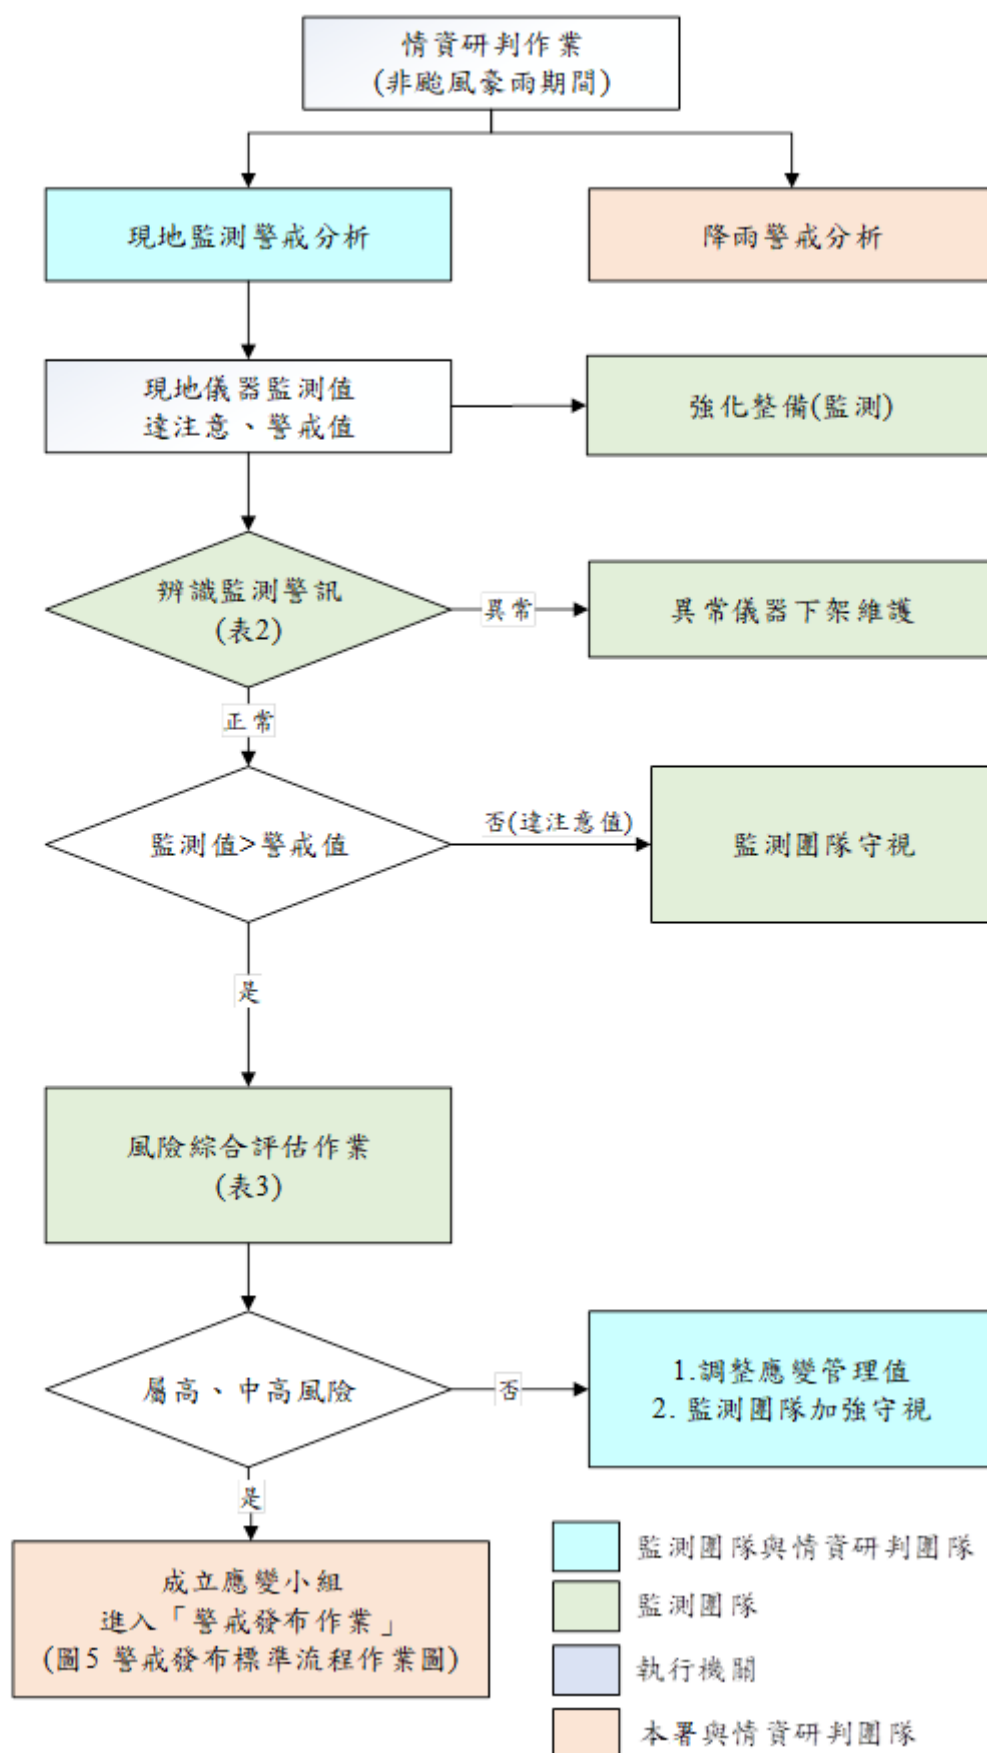 情資研判作業
(非颱風豪雨期間)
現地監測警戒分析
降雨警戒分析
現地儀器監測值
達注意、警戒值
強化整備(監測)
辨識監測警訊
(表2)
異常
異常儀器下架維護
正常
監測值>警戒值
否(達注意值)
監測團隊守視
是
風險綜合評估作業
(表3)
屬高、中高風險
否
1.調整應變管理值
2. 監測團隊加強守視
是
成立應變小組
進入「警戒發布作業」
(圖5 警戒發布標準流程作業圖)
監測團隊與情資研判團隊
監測團隊
執行機關
本署與情資研判團隊